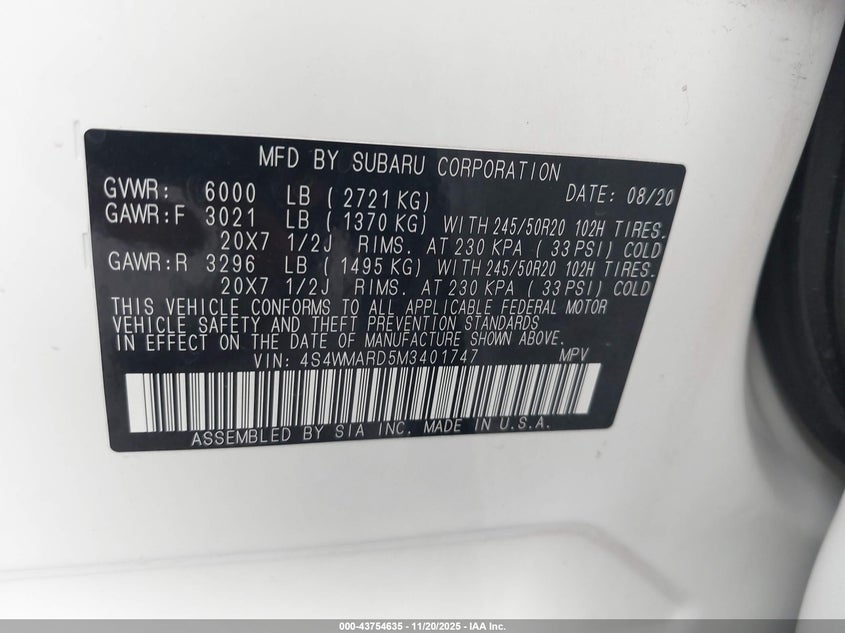 MFD BY SUBARU CORPORATION
GVWR: 6000 LB ( 2721 KG) DATE: 08/20
GAWR:F 3021 LB ( 1370 KG) WITH 245/50R20 102H TIRES.
20X7 1/2J RIMS. AT 230 KPA ( 33 PSI) COLD
GAWR:R 3296 LB ( 1495 KG) WITH 245/50R20 102H TIRES.
20X7 1/2J RIMS. AT 230 KPA ( 33 PSI) COLD
THIS VEHICLE CONFORMS TO ALL APPLICABLE FEDERAL MOTOR
VEHICLE SAFETY AND THEFT PREVENTION STANDARDS
IN EFFECT ON THE DATE OF MANUFACTURE SHOWN ABOVE.
VIN: 4S4WMARD5M3401747 MPV
ASSEMBLED BY SIA INC. MADE IN U.S.A.
000-43754635 - 11/20/2025 - IAA Inc.